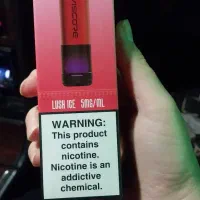 LUSH ICE 5MG/ML
WARNING:
This product
contains
nicotine.
Nicotine is an
addictive
chemical.